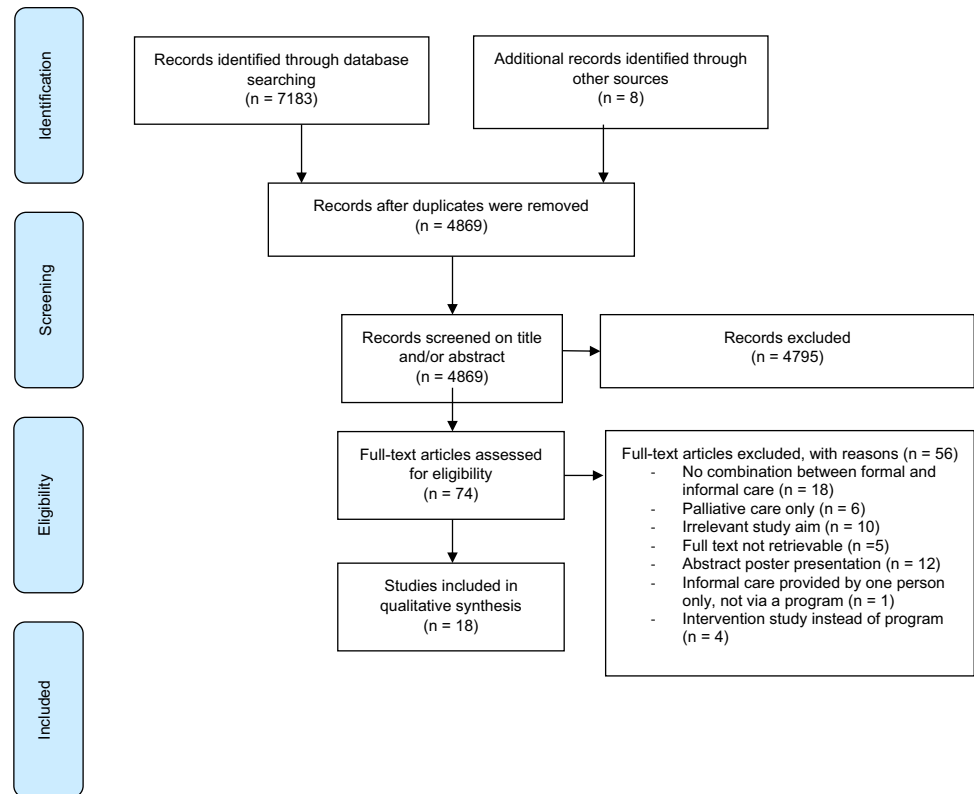 Identification
Records identified through database
searching
(n = 7183)
Additional records identified through
other sources
(n = 8)
Records after duplicates were removed
(n = 4869)
Screening
Records screened on title
and/or abstract
(n = 4869)
Records excluded
(n = 4795)
Eligibility
Full-text articles assessed
for eligibility
(n = 74)
Full-text articles excluded, with reasons (n = 56)
- No combination between formal and
informal care (n = 18)
- Palliative care only (n = 6)
- Irrelevant study aim (n = 10)
- Full text not retrievable (n =5)
- Abstract poster presentation (n = 12)
- Informal care provided by one person
only, not via a program (n = 1)
- Intervention study instead of program
(n = 4)
Studies included in
qualitative synthesis
(n = 18)
Included